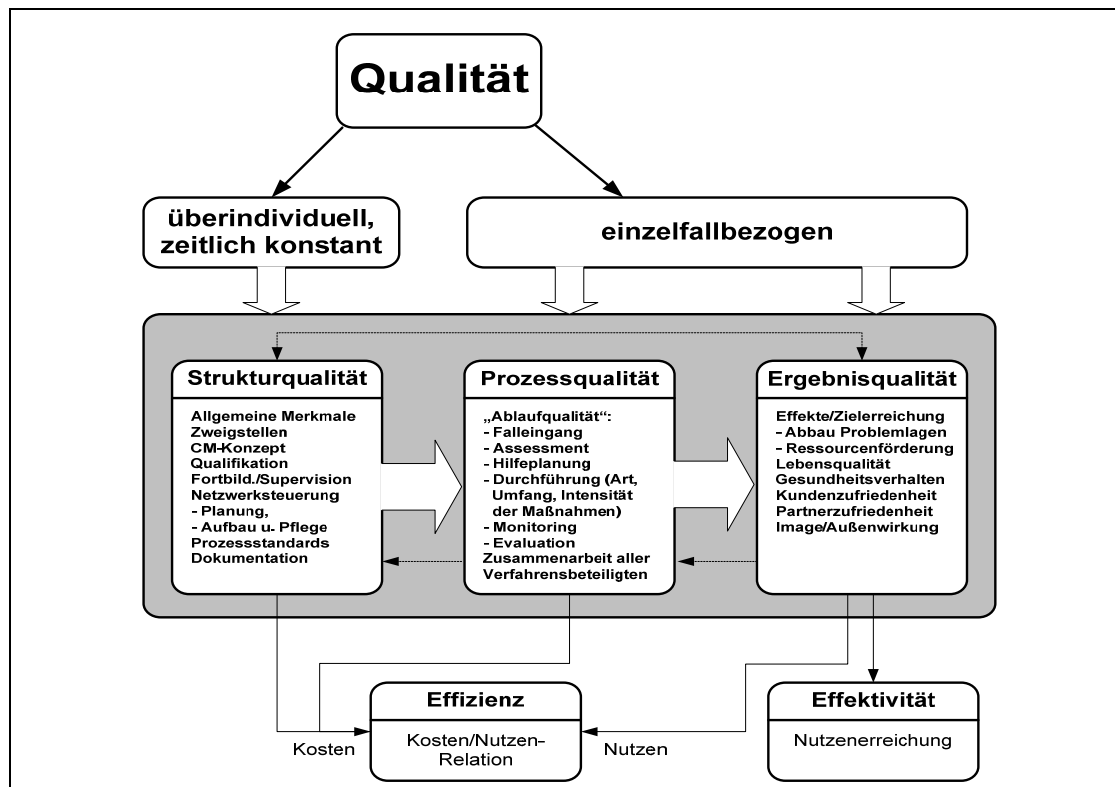 Qualität
überindividuell,
zeitlich konstant
einzelfallbezogen
Strukturqualität
Allgemeine Merkmale
Zweigstellen
CM-Konzept
Qualifikation
Fortbild./Supervision
Netzwerksteuerung
- Planung,
- Aufbau u. Pflege
Prozessstandards
Dokumentation
Prozessqualität
„Ablaufqualität“:
- Falleingang
- Assessment
- Hilfeplanung
- Durchführung (Art,
Umfang, Intensität
der Maßnahmen)
- Monitoring
- Evaluation
Zusammenarbeit aller
Verfahrensbeteiligten
Ergebnisqualität
Effekte/Zielerreichung
- Abbau Problemlagen
- Ressourcenförderung
Lebensqualität
Gesundheitsverhalten
Kundenzufriedenheit
Partnerzufriedenheit
Image/Außenwirkung
Kosten
Effizienz
Kosten/Nutzen-
Relation
Nutzen
Effektivität
Nutzenerreichung